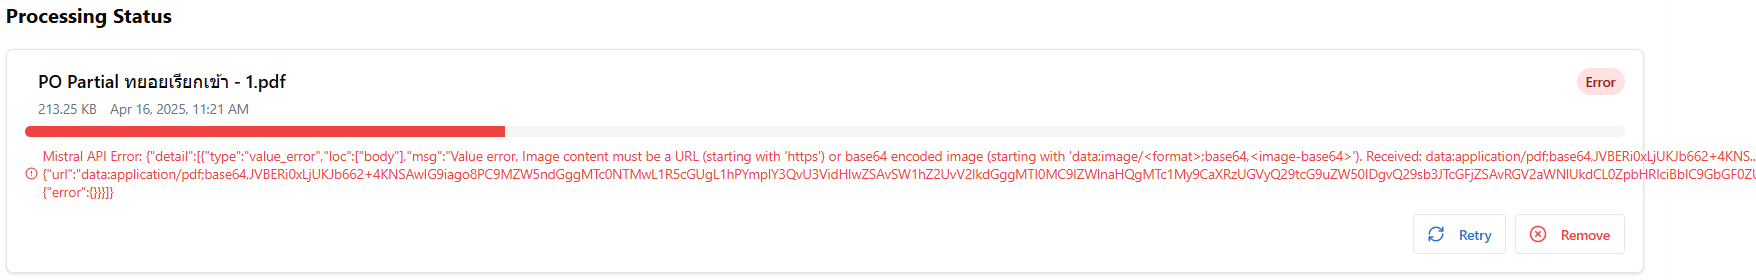 Processing Status
PO Partial ทยอยเรียกเข้า - 1.pdf
Error
213.25 KB Apr 16, 2025, 11:21 AM
Mistral API Error: {"detail":[{"type":"value_error","loc":["body"],"msg":"Value error, Image content must be a URL (starting with 'https') or base64 encoded image (starting with 'data:image/<format>;base64,<image-base64>'). Received: data:application/pdf;base64,JVBERi0xLjUKJb662+4KNS...
{"url":"data:application/pdf;base64,
{"error":{}}}]}
Retry
Remove